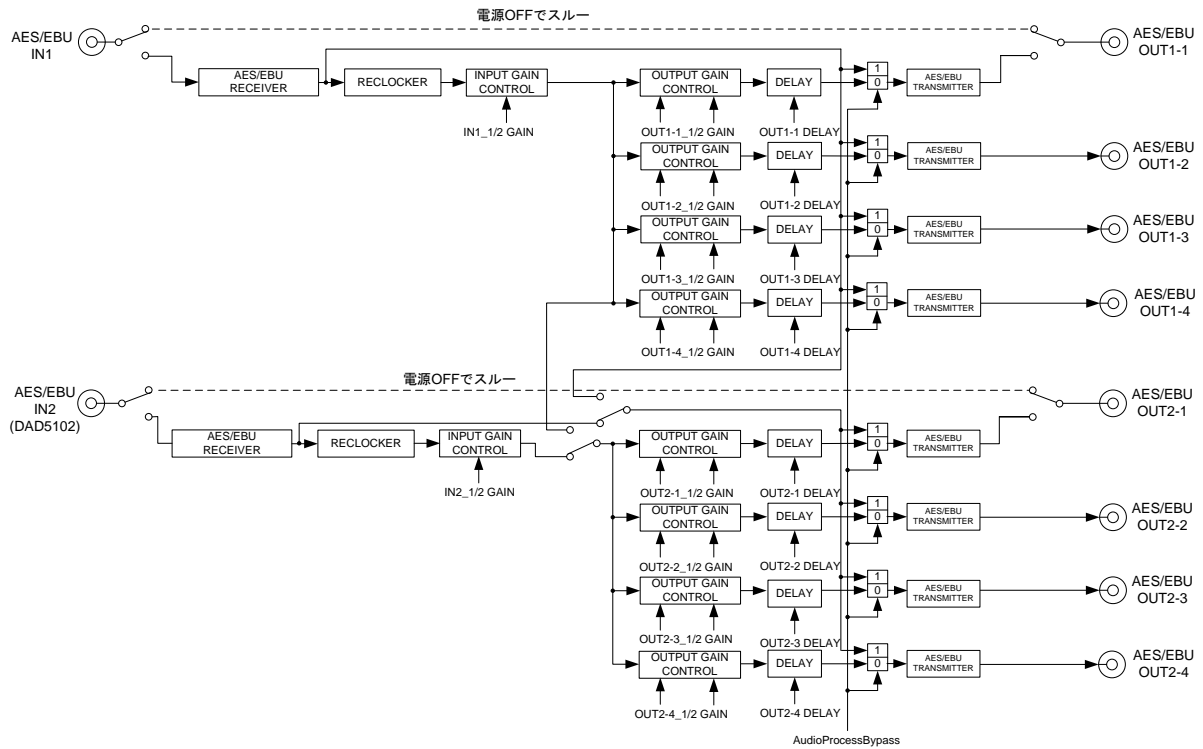 電源OFFでスルー
AES/EBU
IN1
AES/EBU
OUT1-1
AES/EBU
RECEIVER
RECLOCKER
INPUT GAIN
CONTROL
IN1_1/2 GAIN
OUTPUT GAIN
CONTROL
DELAY
1
0
AES/EBU
TRANSMITTER
OUT1-1_1/2 GAIN
OUT1-1 DELAY
OUTPUT GAIN
CONTROL
DELAY
1
0
AES/EBU
TRANSMITTER
AES/EBU
OUT1-2
OUT1-2_1/2 GAIN
OUT1-2 DELAY
OUTPUT GAIN
CONTROL
DELAY
1
0
AES/EBU
TRANSMITTER
AES/EBU
OUT1-3
OUT1-3_1/2 GAIN
OUT1-3 DELAY
OUTPUT GAIN
CONTROL
DELAY
1
0
AES/EBU
TRANSMITTER
AES/EBU
OUT1-4
OUT1-4_1/2 GAIN
OUT1-4 DELAY
電源OFFでスルー
AES/EBU
IN2
(DAD5102)
AES/EBU
OUT2-1
AES/EBU
RECEIVER
RECLOCKER
INPUT GAIN
CONTROL
IN2_1/2 GAIN
OUTPUT GAIN
CONTROL
DELAY
1
0
AES/EBU
TRANSMITTER
OUT2-1_1/2 GAIN
OUT2-1 DELAY
OUTPUT GAIN
CONTROL
DELAY
1
0
AES/EBU
TRANSMITTER
AES/EBU
OUT2-2
OUT2-2_1/2 GAIN
OUT2-2 DELAY
OUTPUT GAIN
CONTROL
DELAY
1
0
AES/EBU
TRANSMITTER
AES/EBU
OUT2-3
OUT2-3_1/2 GAIN
OUT2-3 DELAY
OUTPUT GAIN
CONTROL
DELAY
1
0
AES/EBU
TRANSMITTER
AES/EBU
OUT2-4
OUT2-4_1/2 GAIN
OUT2-4 DELAY
AudioProcessBypass